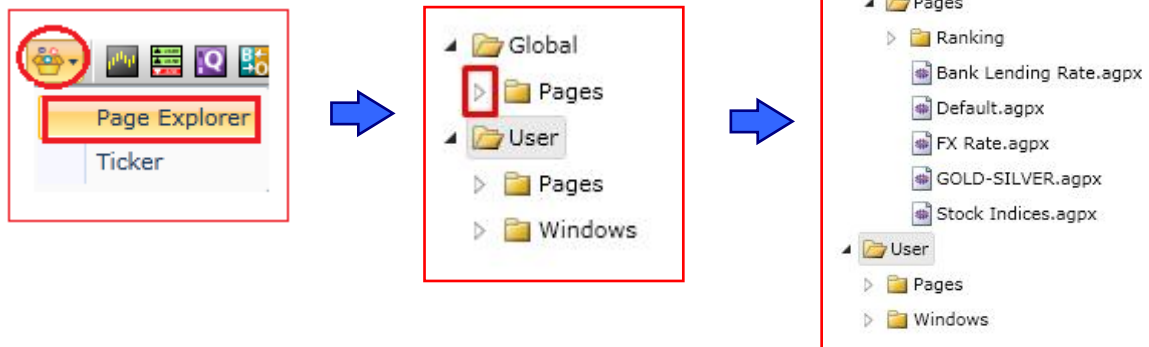 Page Explorer
Ticker
Global
Pages
User
Pages
Windows
Pages
Ranking
Bank Lending Rate.agpx
Default.agpx
FX Rate.agpx
GOLD-SILVER.agpx
Stock Indices.agpx
User
Pages
Windows